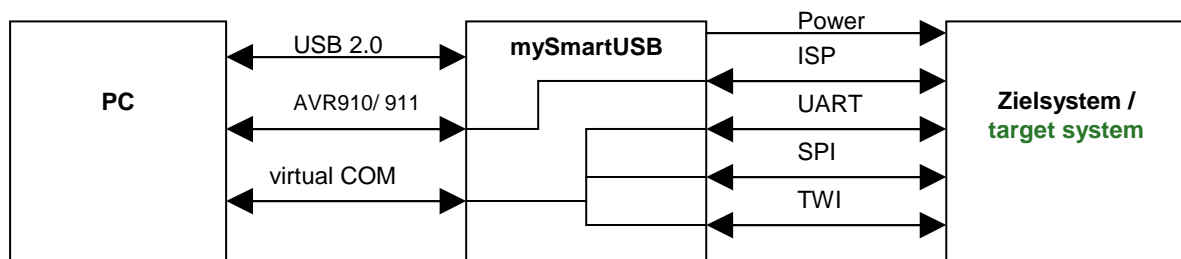 PC
USB 2.0
AVR910/ 911
virtual COM
mySmartUSB
Power
ISP
UART
SPI
TWI
Zielsystem /
target system